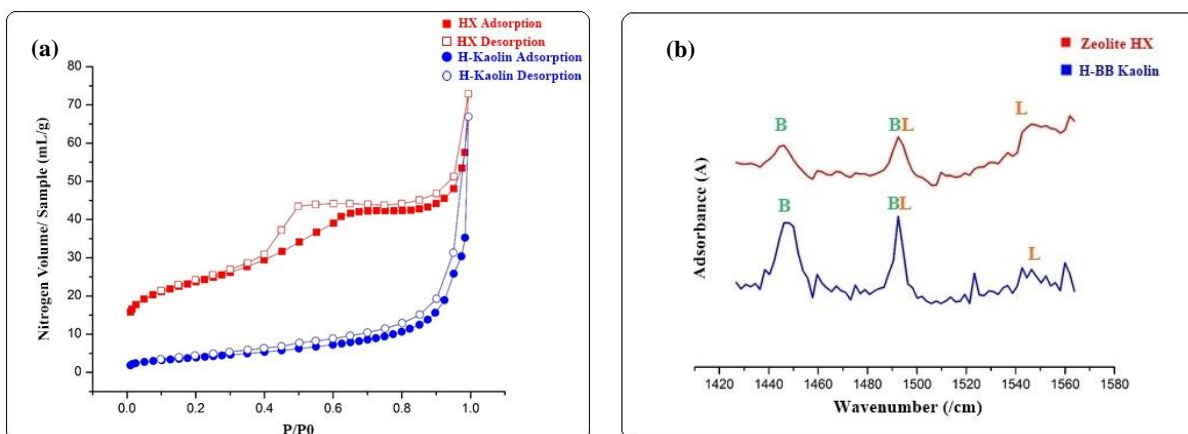 (a)
HX Adsorption
HX Desorption
H-Kaolin Adsorption
H-Kaolin Desorption
80
70
60
50
40
30
20
10
0
Nitrogen Volume/ Sample (mL/g)
0.0 0.2 0.4 0.6 0.8 1.0
P/P0
(b)
Zeolite HX
H-BB Kaolin
B BL L
B BL L
Adsorbance (A)
1420 1440 1460 1480 1500 1520 1540 1560 1580
Wavenumber (/cm)